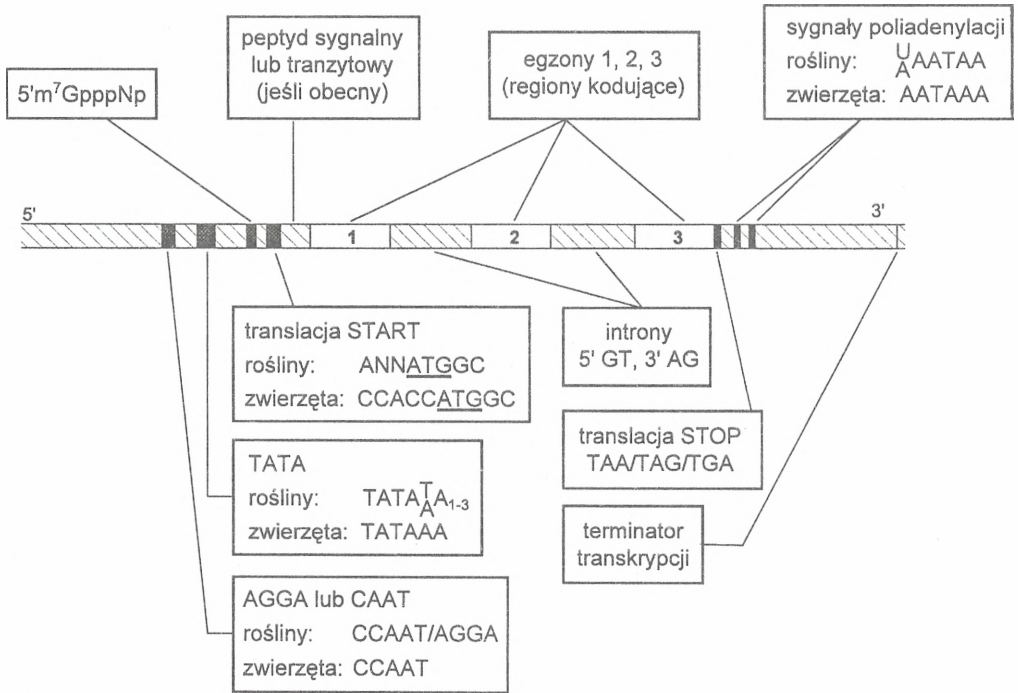 5'm⁷GpppNp
peptyd sygnalny
lub tranzytowy
(jeśli obecny)
egzony 1, 2, 3
(regiony kodujące)
sygnały poliadenylacji
rośliny: U/A AATAA
zwierzęta: AATAAA
5'
1
2
3
3'
translacja START
rośliny: ANNATGGC
zwierzęta: CCACCATGGC
introny
5' GT, 3' AG
translacja STOP
TAA/TAG/TGA
TATA
rośliny: TATA T/A A₁₋₃
zwierzęta: TATAAA
terminator
transkrypcji
AGGA lub CAAT
rośliny: CCAAT/AGGA
zwierzęta: CCAAT